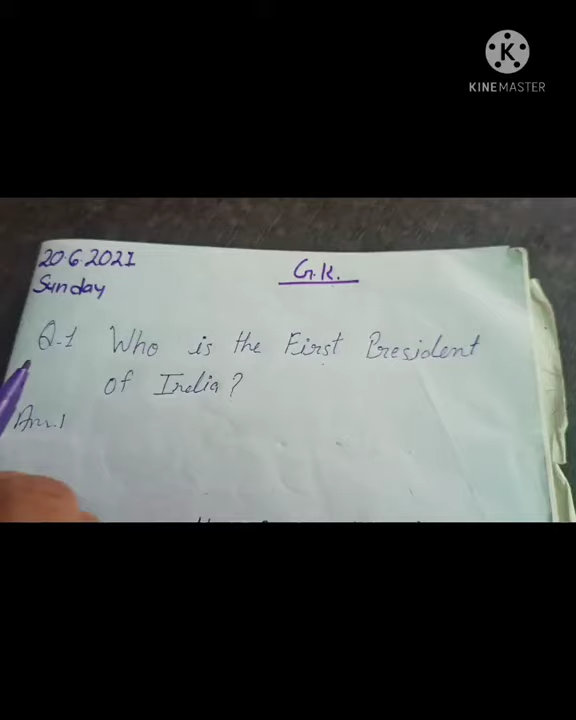 K
KINEMASTER
20.6.2021
Sunday
G.K.
Q.1 Who is the First President
of India?
Ans.1